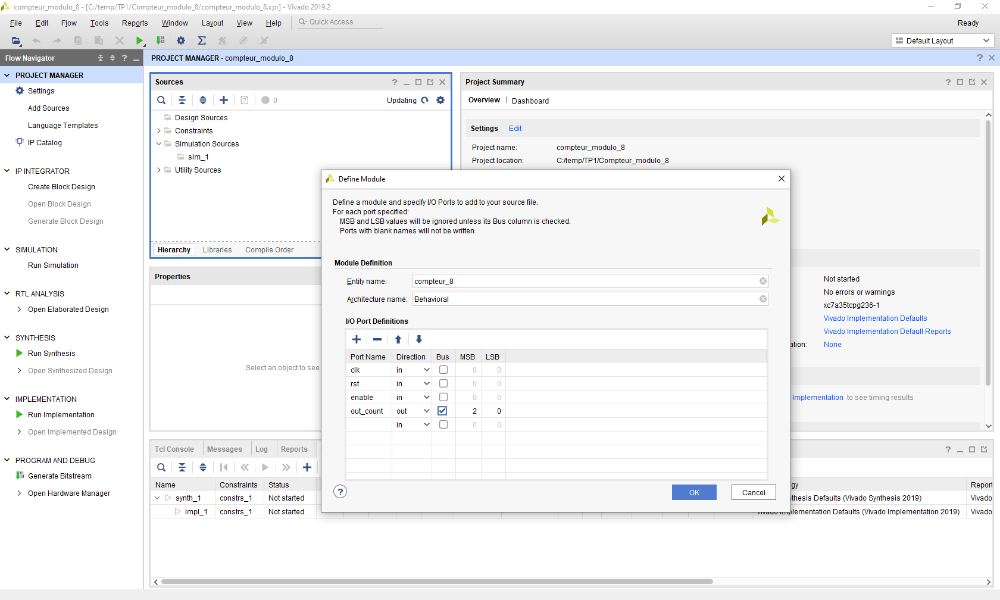 compteur_modulo_8 - [C:/temp/TP1/Compteur_modulo_8/compteur_modulo_8.xpr] - Vivado 2019.2
File Edit Flow Tools Reports Window Layout View Help Quick Access Ready
Default Layout
Flow Navigator
PROJECT MANAGER - compteur_modulo_8
PROJECT MANAGER
Settings
Add Sources
Language Templates
IP Catalog
IP INTEGRATOR
Create Block Design
Open Block Design
Generate Block Design
SIMULATION
Run Simulation
RTL ANALYSIS
Open Elaborated Design
SYNTHESIS
Run Synthesis
Open Synthesized Design
IMPLEMENTATION
Run Implementation
Open Implemented Design
PROGRAM AND DEBUG
Generate Bitstream
Open Hardware Manager
Sources
0 Updating
Design Sources
Constraints
Simulation Sources
sim_1
Utility Sources
Hierarchy Libraries Compile Order
Properties
Select an object to see
Project Summary
Overview Dashboard
Settings Edit
Project name: compteur_modulo_8
Project location: C:/temp/TP1/Compteur_modulo_8
Not started
No errors or warnings
xc7a35tcpg236-1
Vivado Implementation Defaults
Vivado Implementation Default Reports
ation: None
Implementation to see timing results
Define Module
Define a module and specify I/O Ports to add to your source file.
For each port specified:
MSB and LSB values will be ignored unless its Bus column is checked.
Ports with blank names will not be written.
Module Definition
Entity name: compteur_8
Architecture name: Behavioral
I/O Port Definitions
Port Name Direction Bus MSB LSB
clk in 0 0
rst in 0 0
enable in 0 0
out_count out 2 0
in 0 0
OK Cancel
Tcl Console Messages Log Reports
Name Constraints Status gy Report
synth_1 constrs_1 Not started thesis Defaults (Vivado Synthesis 2019) Vivado
impl_1 constrs_1 Not started Vivado Implementation Defaults (Vivado Implementation 2019) Vivado